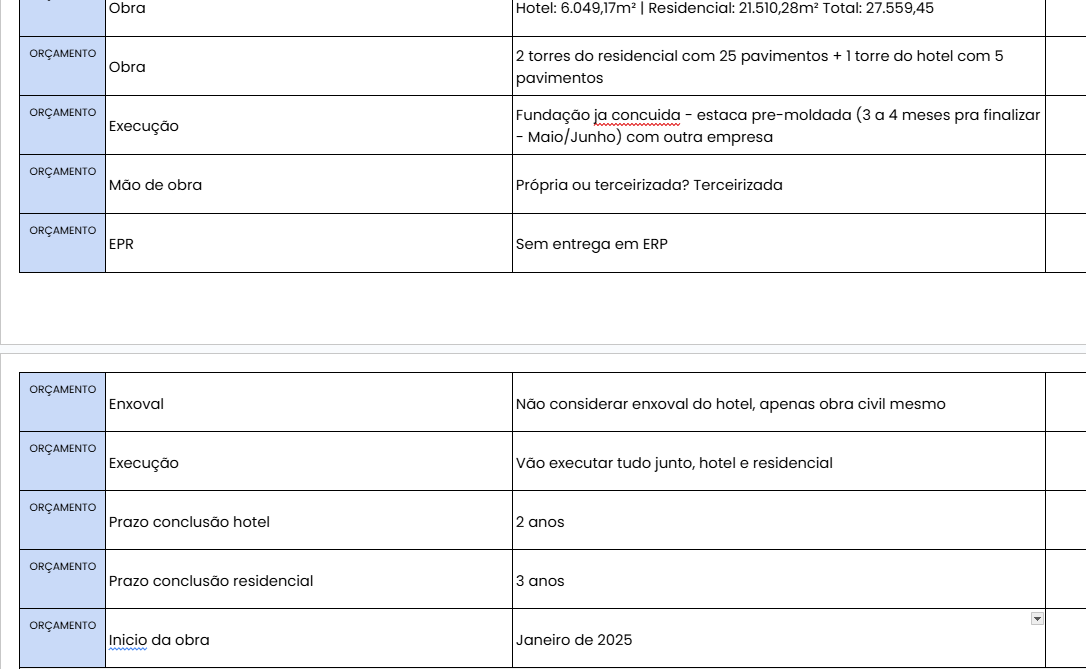 Obra
Hotel: 6.049,17m² | Residencial: 21.510,28m² Total: 27.559,45
ORÇAMENTO
Obra
2 torres do residencial com 25 pavimentos + 1 torre do hotel com 5
pavimentos
ORÇAMENTO
Execução
Fundação ja concuida - estaca pre-moldada (3 a 4 meses pra finalizar
- Maio/Junho) com outra empresa
ORÇAMENTO
Mão de obra
Própria ou terceirizada? Terceirizada
ORÇAMENTO
EPR
Sem entrega em ERP
ORÇAMENTO
Enxoval
Não considerar enxoval do hotel, apenas obra civil mesmo
ORÇAMENTO
Execução
Vão executar tudo junto, hotel e residencial
ORÇAMENTO
Prazo conclusão hotel
2 anos
ORÇAMENTO
Prazo conclusão residencial
3 anos
ORÇAMENTO
Inicio da obra
Janeiro de 2025